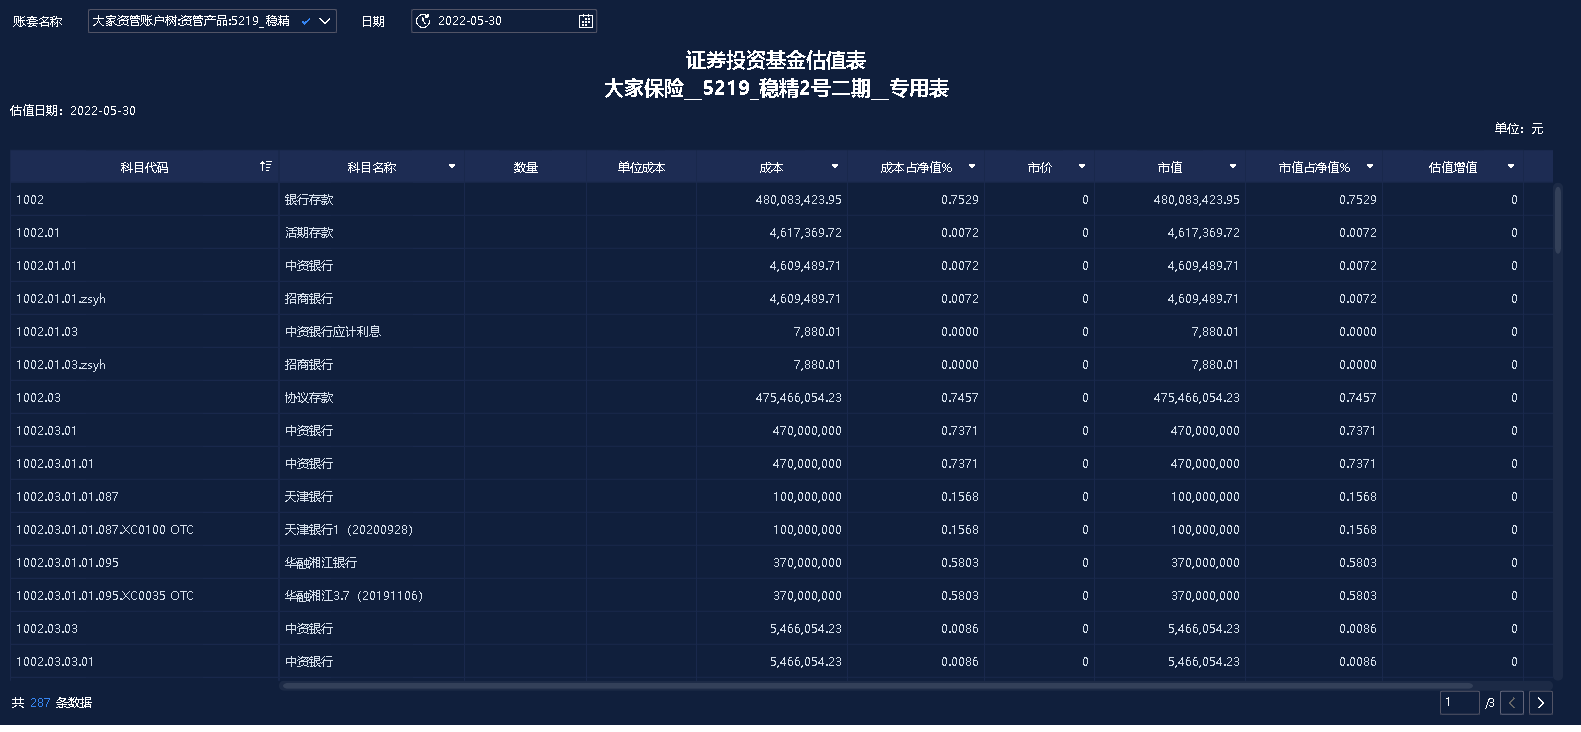 账套名称 大家资管账户树:资管产品:5219_稳精 日期 2022-05-30
证券投资基金估值表
大家保险__5219_稳精2号二期__专用表
估值日期：2022-05-30
单位：元
科目代码 科目名称 数量 单位成本 成本 成本占净值% 市价 市值 市值占净值% 估值增值
1002 银行存款 480,083,423.95 0.7529 0 480,083,423.95 0.7529 0
1002.01 活期存款 4,617,369.72 0.0072 0 4,617,369.72 0.0072 0
1002.01.01 中资银行 4,609,489.71 0.0072 0 4,609,489.71 0.0072 0
1002.01.01.zsyh 招商银行 4,609,489.71 0.0072 0 4,609,489.71 0.0072 0
1002.01.03 中资银行应计利息 7,880.01 0.0000 0 7,880.01 0.0000 0
1002.01.03.zsyh 招商银行 7,880.01 0.0000 0 7,880.01 0.0000 0
1002.03 协议存款 475,466,054.23 0.7457 0 475,466,054.23 0.7457 0
1002.03.01 中资银行 470,000,000 0.7371 0 470,000,000 0.7371 0
1002.03.01.01 中资银行 470,000,000 0.7371 0 470,000,000 0.7371 0
1002.03.01.01.087 天津银行 100,000,000 0.1568 0 100,000,000 0.1568 0
1002.03.01.01.087.XC0100 OTC 天津银行1（20200928） 100,000,000 0.1568 0 100,000,000 0.1568 0
1002.03.01.01.095 华融湘江银行 370,000,000 0.5803 0 370,000,000 0.5803 0
1002.03.01.01.095.XC0035 OTC 华融湘江3.7（20191106） 370,000,000 0.5803 0 370,000,000 0.5803 0
1002.03.03 中资银行 5,466,054.23 0.0086 0 5,466,054.23 0.0086 0
1002.03.03.01 中资银行 5,466,054.23 0.0086 0 5,466,054.23 0.0086 0
共 287 条数据 1 /3